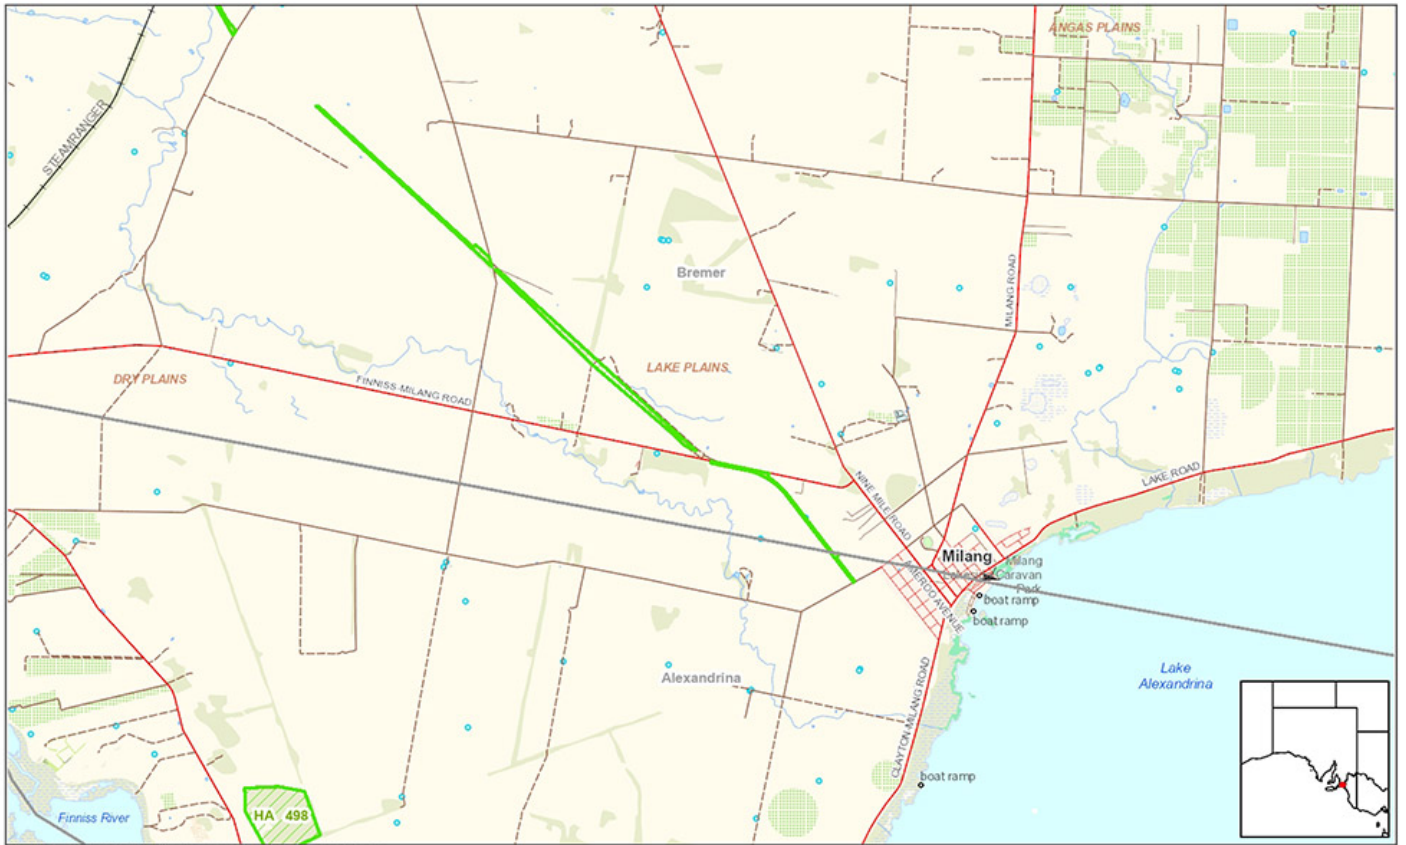 ANGAS PLAINS
STEAMRANGER
Bremer
MILANG ROAD
LAKE PLAINS
DRY PLAINS
FINNISS-MILANG ROAD
LAKE ROAD
NINE MILE ROAD
Milang
Milang
Caravan
Park
AMEROO AVENUE
boat ramp
boat ramp
Lake
Alexandrina
Alexandrina
CLAYTON-MILANG ROAD
boat ramp
HA 498
Finniss River